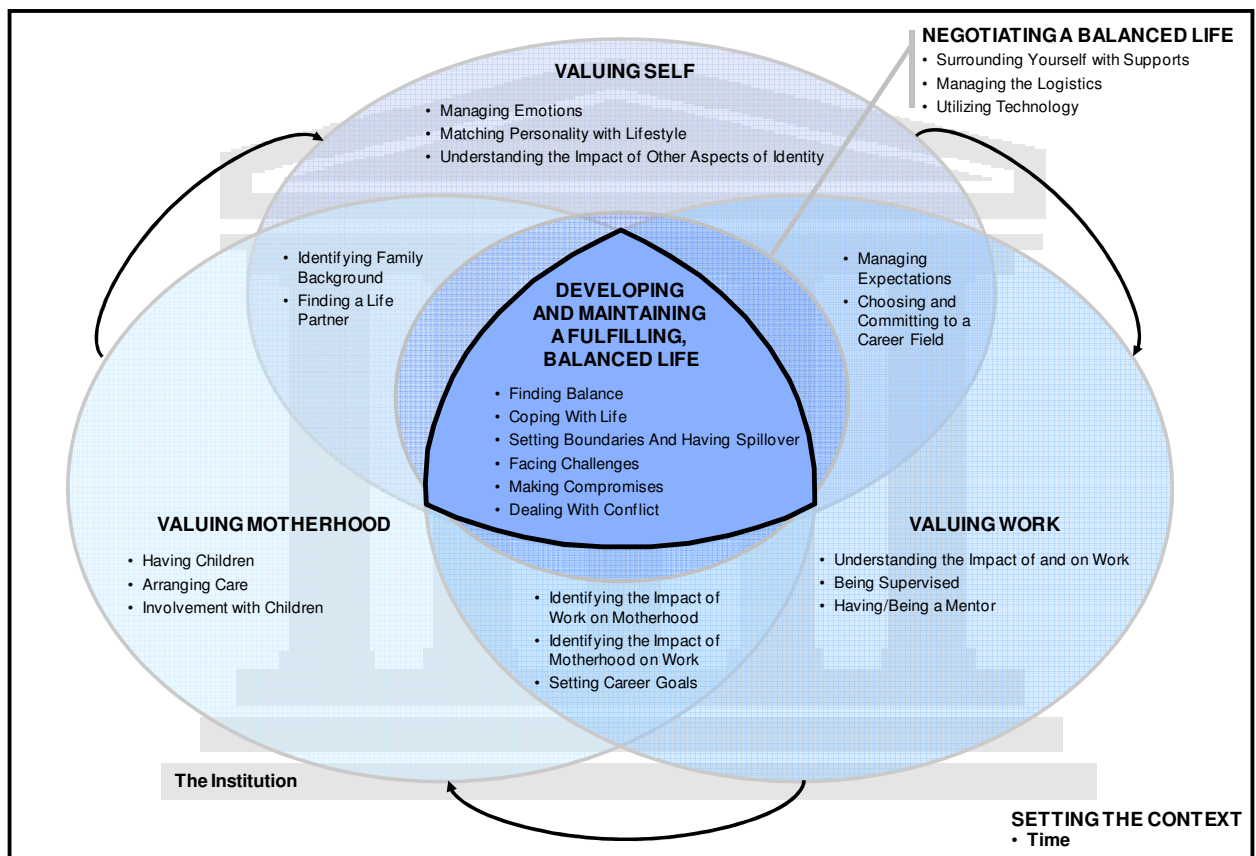 NEGOTIATING A BALANCED LIFE
• Surrounding Yourself with Supports
• Managing the Logistics
• Utilizing Technology
VALUING SELF
• Managing Emotions
• Matching Personality with Lifestyle
• Understanding the Impact of Other Aspects of Identity
• Identifying Family
Background
• Finding a Life
Partner
• Managing
Expectations
• Choosing and
Committing to a
Career Field
DEVELOPING
AND MAINTAINING
A FULFILLING,
BALANCED LIFE
• Finding Balance
• Coping With Life
• Setting Boundaries And Having Spillover
• Facing Challenges
• Making Compromises
• Dealing With Conflict
VALUING MOTHERHOOD
• Having Children
• Arranging Care
• Involvement with Children
VALUING WORK
• Understanding the Impact of and on Work
• Being Supervised
• Having/Being a Mentor
• Identifying the Impact of
Work on Motherhood
• Identifying the Impact of
Motherhood on Work
• Setting Career Goals
The Institution
SETTING THE CONTEXT
• Time